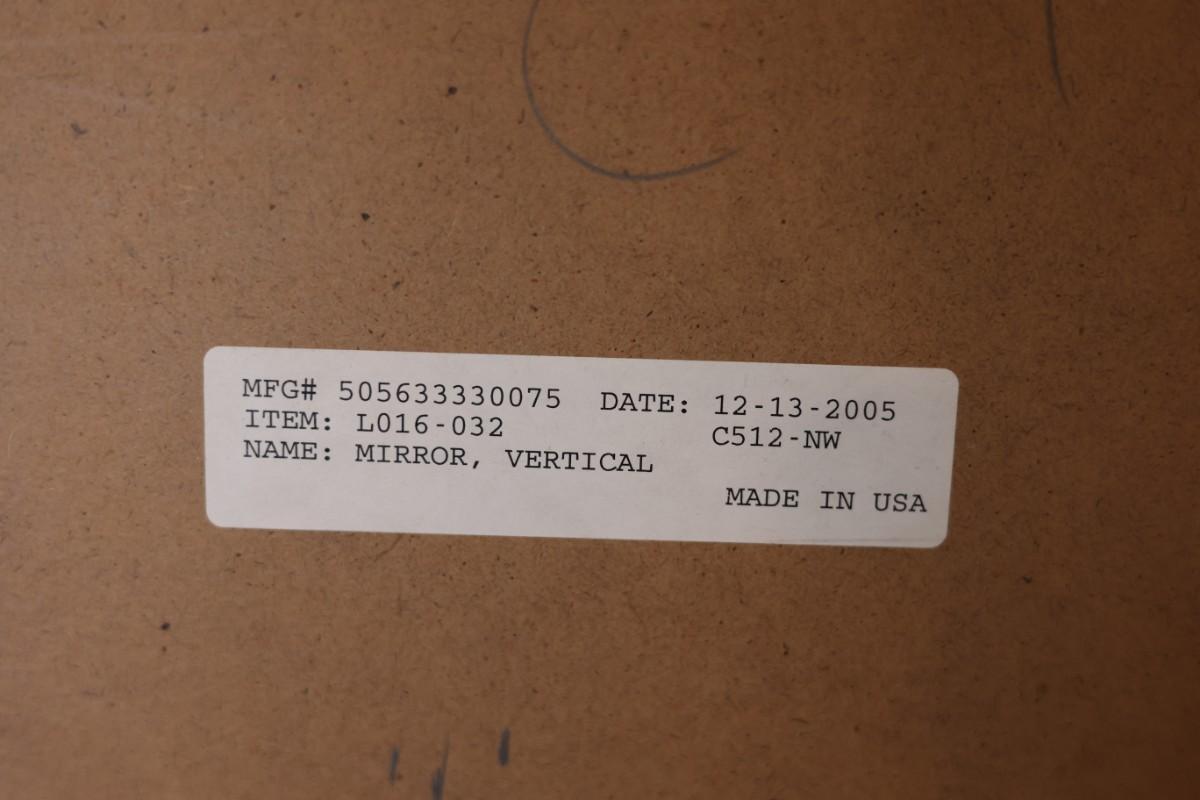 MFG# 505633330075 DATE: 12-13-2005
ITEM: L016-032 C512-NW
NAME: MIRROR, VERTICAL
MADE IN USA